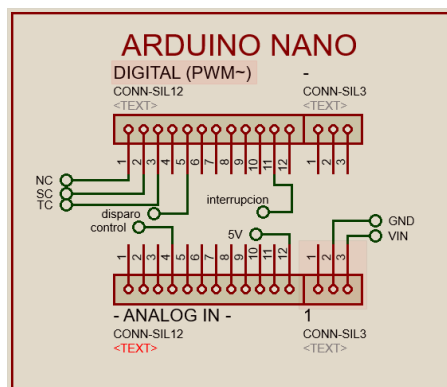 ARDUINO NANO
DIGITAL (PWM~) -
CONN-SIL12 CONN-SIL3
<TEXT> <TEXT>
1 2 3 4 5 6 7 8 9 10 11 12 1 2 3
NC
SC
TC
interrupcion
disparo
control
5V
GND
VIN
1 2 3 4 5 6 7 8 9 10 11 12 1 2 3
- ANALOG IN - 1
CONN-SIL12 CONN-SIL3
<TEXT> <TEXT>